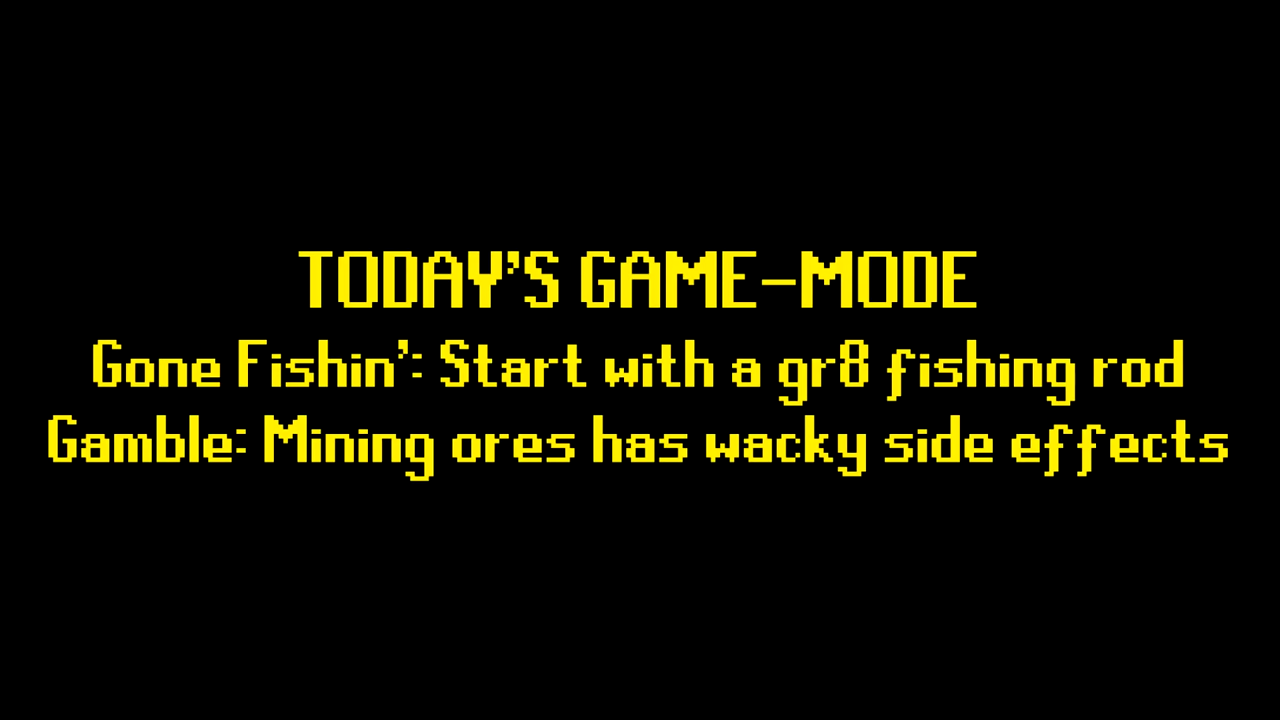 TODAY'S GAME-MODE
Gone Fishin': Start with a gr8 fishing rod
Gamble: Mining ores has wacky side effects